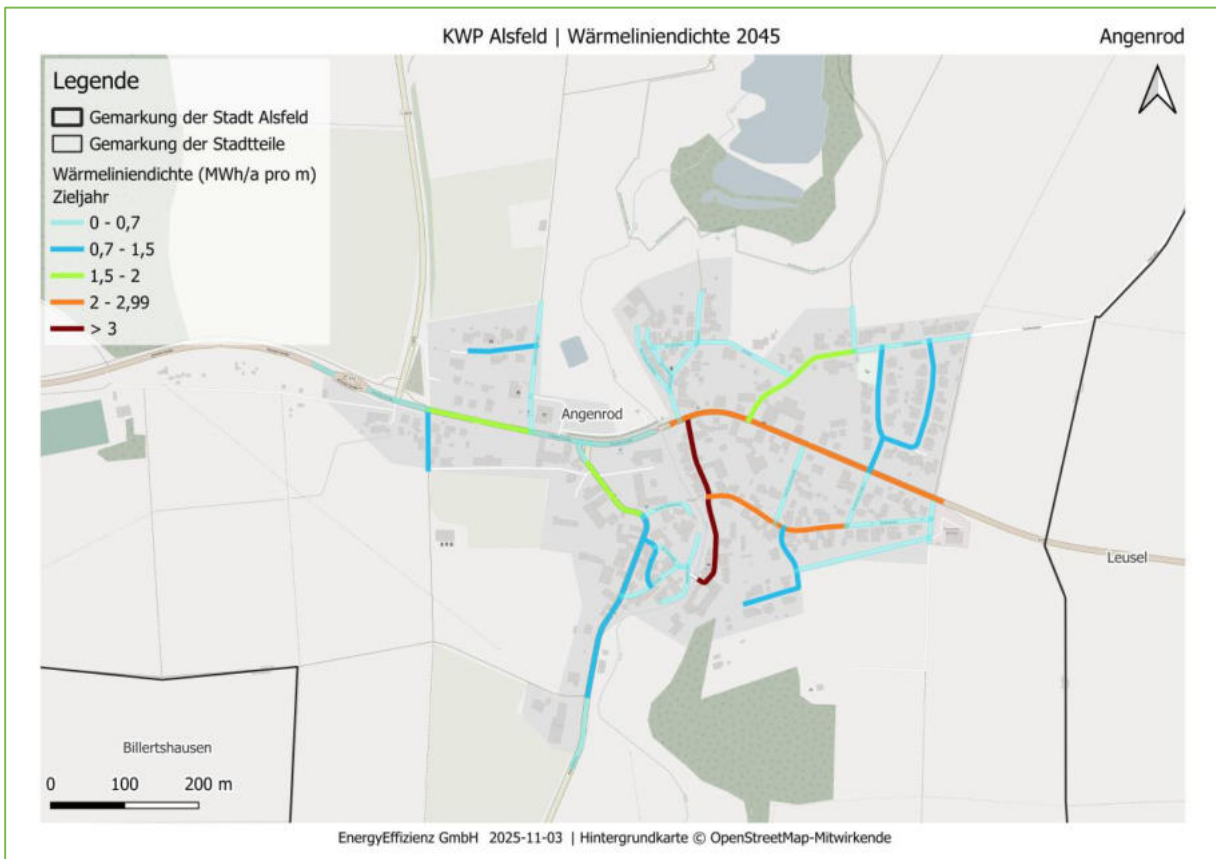 KWP Alsfeld | Wärmeliniendichte 2045
Angenrod
Legende
Gemarkung der Stadt Alsfeld
Gemarkung der Stadtteile
Wärmeliniendichte (MWh/a pro m)
Zieljahr
0 - 0,7
0,7 - 1,5
1,5 - 2
2 - 2,99
> 3
Angenrod
Leusel
Billertshausen
0 100 200 m
EnergyEffizienz GmbH 2025-11-03 | Hintergrundkarte © OpenStreetMap-Mitwirkende